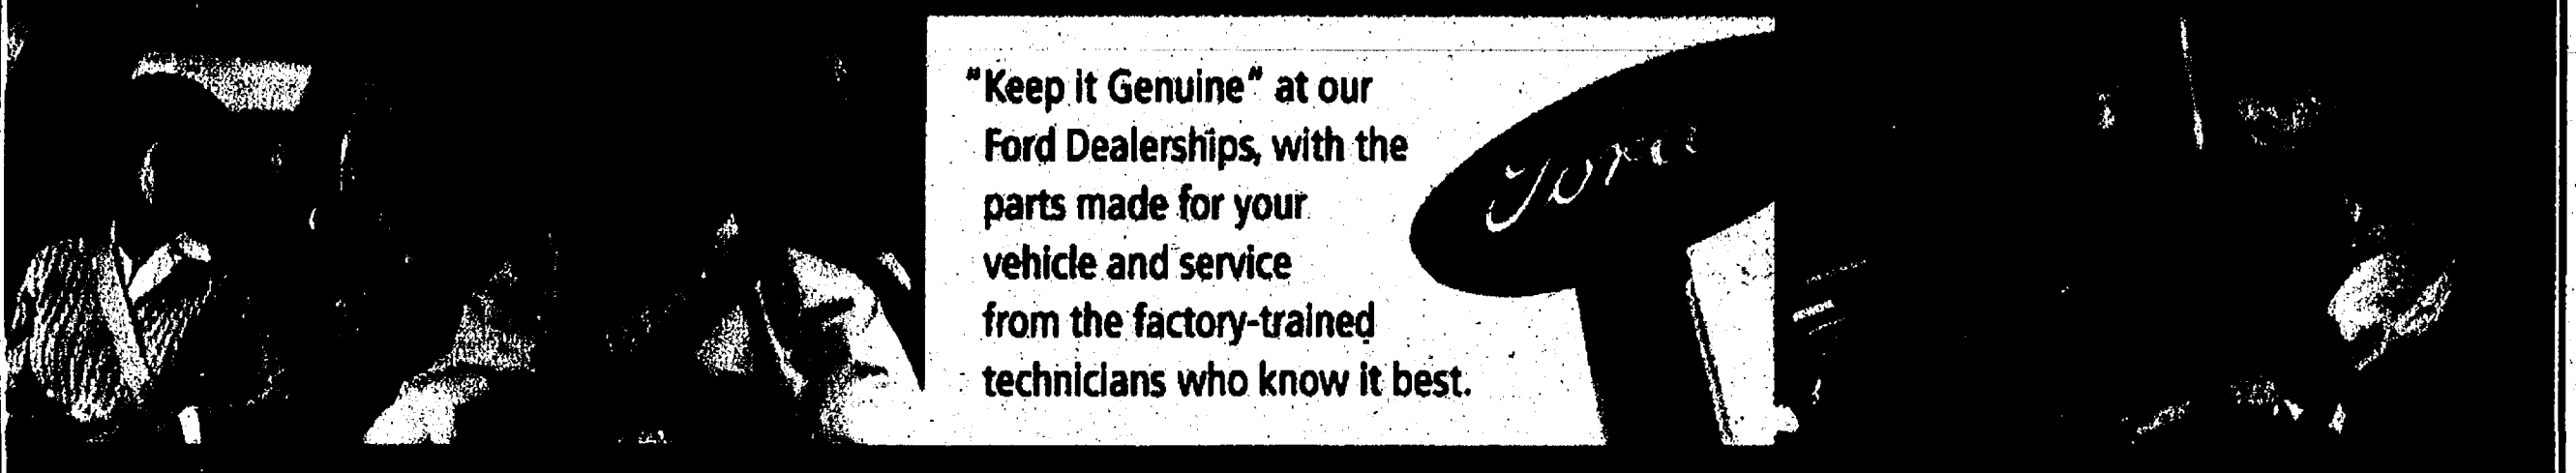 "Keep it Genuine" at our
Ford Dealerships, with the
parts made for your
vehicle and service
from the factory-trained
technicians who know it best.
Ford